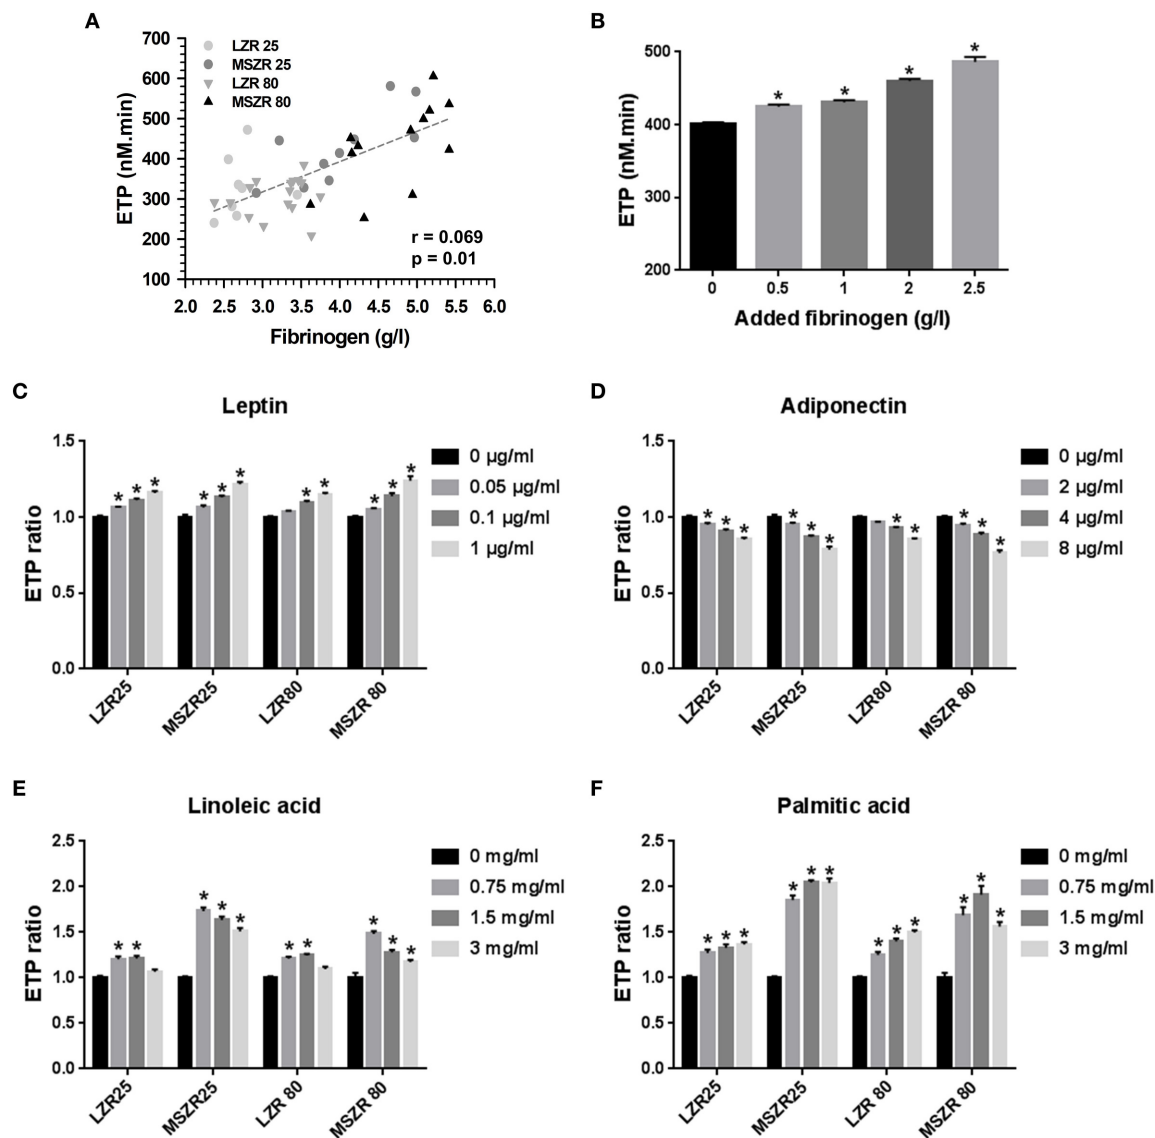 A
700
600
500
400
300
200
100
ETP (nM.min)
LZR 25
MSZR 25
LZR 80
MSZR 80
r = 0.069
p = 0.01
2.0 2.5 3.0 3.5 4.0 4.5 5.0 5.5 6.0
Fibrinogen (g/l)
B
500
400
300
200
ETP (nM.min)
* * * *
0 0.5 1 2 2.5
Added fibrinogen (g/l)
C
Leptin
1.5
1.0
0.5
0.0
ETP ratio
* * * * * * * * * * *
0 µg/ml
0.05 µg/ml
0.1 µg/ml
1 µg/ml
LZR25 MSZR25 LZR80 MSZR 80
D
Adiponectin
1.5
1.0
0.5
0.0
ETP ratio
* * * * * * * * * * *
0 µg/ml
2 µg/ml
4 µg/ml
8 µg/ml
LZR25 MSZR25 LZR80 MSZR 80
E
Linoleic acid
2.5
2.0
1.5
1.0
0.5
0.0
ETP ratio
* * * * * * * * * *
0 mg/ml
0.75 mg/ml
1.5 mg/ml
3 mg/ml
LZR25 MSZR25 LZR 80 MSZR 80
F
Palmitic acid
2.5
2.0
1.5
1.0
0.5
0.0
ETP ratio
* * * * * * * * * * * *
0 mg/ml
0.75 mg/ml
1.5 mg/ml
3 mg/ml
LZR25 MSZR25 LZR 80 MSZR 80